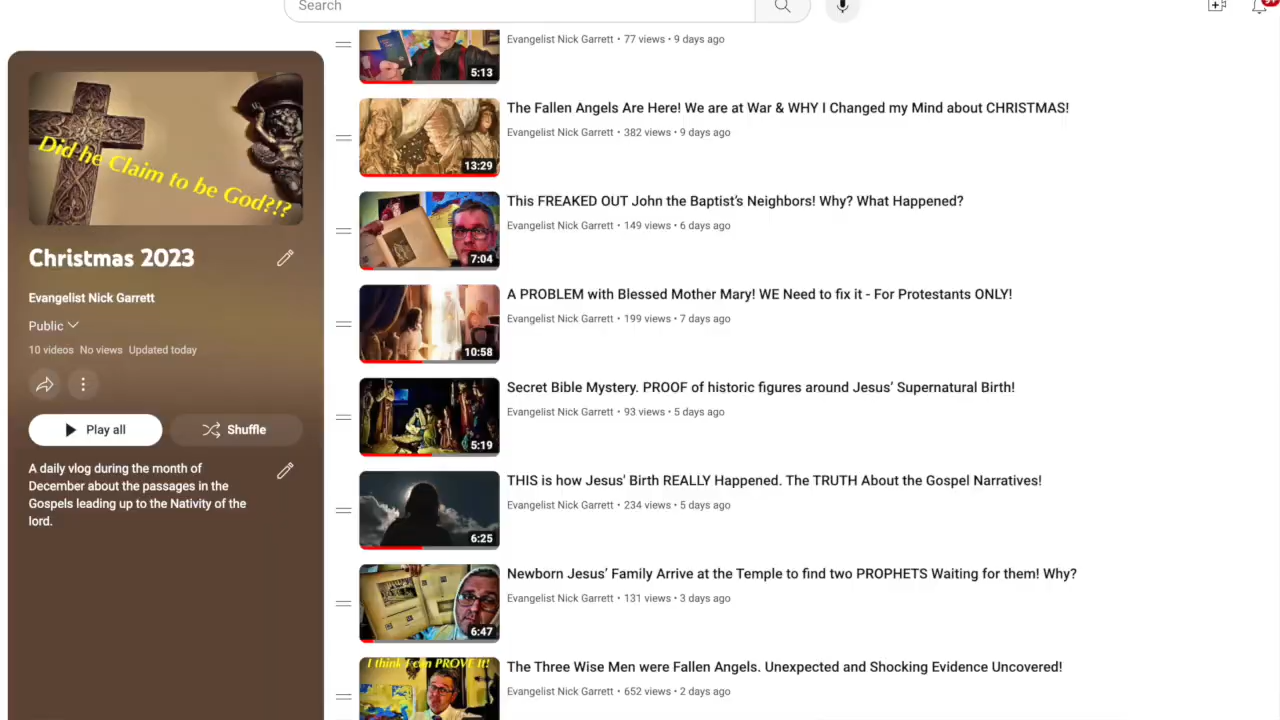 Search
9+
Did he Claim to be God?!?
Christmas 2023
Evangelist Nick Garrett
Public
10 videos No views Updated today
Play all
Shuffle
A daily vlog during the month of
December about the passages in the
Gospels leading up to the Nativity of the
lord.
5:13
Evangelist Nick Garrett • 77 views • 9 days ago
13:29
The Fallen Angels Are Here! We are at War & WHY I Changed my Mind about CHRISTMAS!
Evangelist Nick Garrett • 382 views • 9 days ago
7:04
This FREAKED OUT John the Baptist’s Neighbors! Why? What Happened?
Evangelist Nick Garrett • 149 views • 6 days ago
10:58
A PROBLEM with Blessed Mother Mary! WE Need to fix it - For Protestants ONLY!
Evangelist Nick Garrett • 199 views • 7 days ago
5:19
Secret Bible Mystery. PROOF of historic figures around Jesus’ Supernatural Birth!
Evangelist Nick Garrett • 93 views • 5 days ago
6:25
THIS is how Jesus' Birth REALLY Happened. The TRUTH About the Gospel Narratives!
Evangelist Nick Garrett • 234 views • 5 days ago
6:47
Newborn Jesus’ Family Arrive at the Temple to find two PROPHETS Waiting for them! Why?
Evangelist Nick Garrett • 131 views • 3 days ago
I think I can PROVE It!
The Three Wise Men were Fallen Angels. Unexpected and Shocking Evidence Uncovered!
Evangelist Nick Garrett • 652 views • 2 days ago